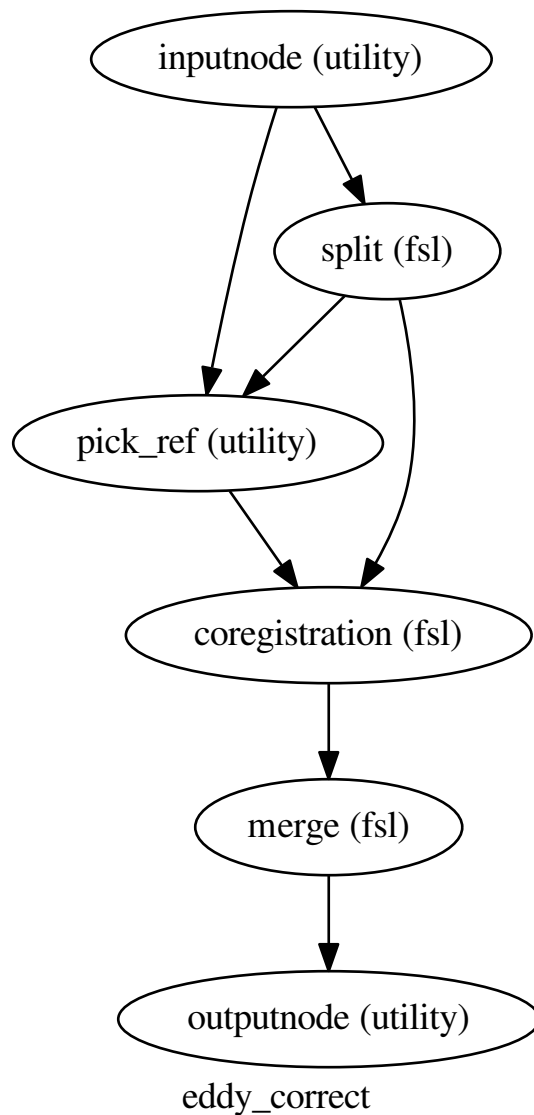 inputnode (utility)
split (fsl)
pick_ref (utility)
coregistration (fsl)
merge (fsl)
outputnode (utility)
eddy_correct